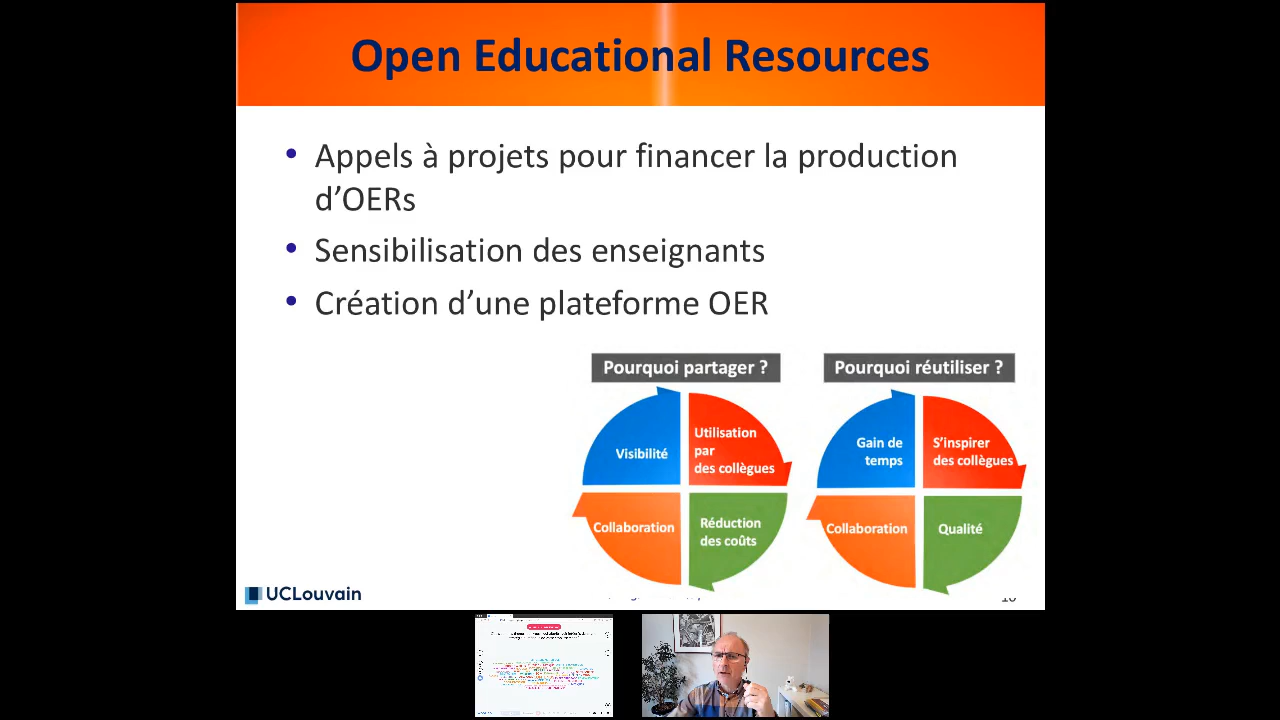 Open Educational Resources
• Appels à projets pour financer la production
d’OERs
• Sensibilisation des enseignants
• Création d’une plateforme OER
Pourquoi partager ?
Visibilité
Utilisation
par
des collègues
Collaboration
Réduction
des coûts
Pourquoi réutiliser ?
Gain de
temps
S’inspirer
des collègues
Collaboration
Qualité
UCLouvain